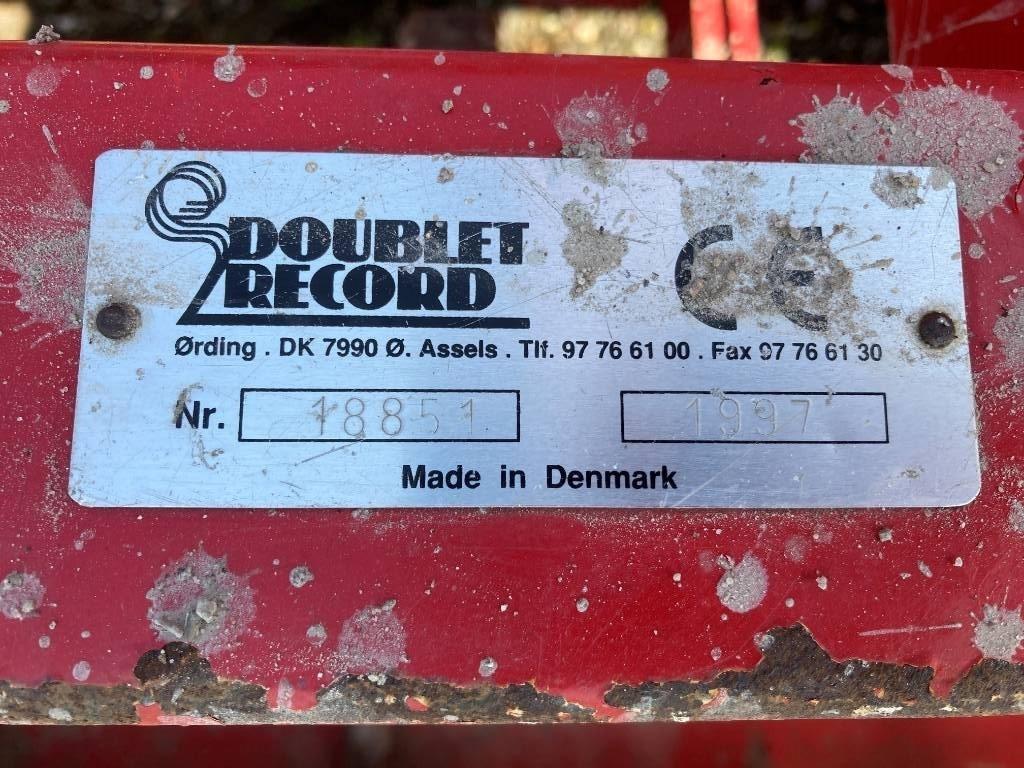 DOUBLET
RECORD
CE
Ørding . DK 7990 Ø. Assels . Tlf. 97 76 61 00 . Fax 97 76 61 30
Nr. 18851 1997
Made in Denmark